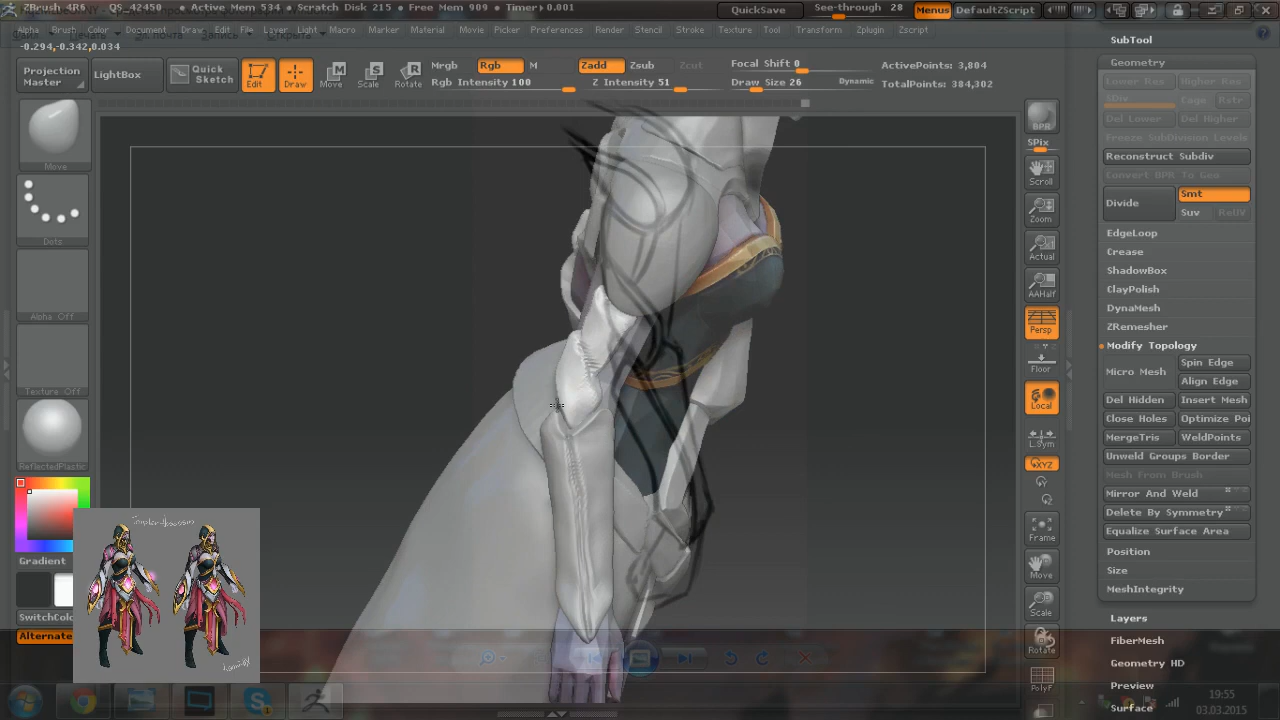 ZBrush 4R6 QS_42450 • Active Mem 534 • Scratch Disk 215 • Free Mem 909 • Timer▸0.001
QuickSave
See-through 28
Menus
DefaultZScript
Alpha Brush Color Document Draw Edit File Layer Light Macro Marker Material Movie Picker Preferences Render Stencil Stroke Texture Tool Transform Zplugin Zscript
-0.294,-0.342,0.034
Projection Master
LightBox
Quick Sketch
Edit
Draw
Move
Scale
Rotate
Mrgb Rgb M
Rgb Intensity 100
Zadd Zsub Zcut
Z Intensity 51
Focal Shift 0
Draw Size 26
Dynamic
ActivePoints: 3,804
TotalPoints: 384,302
Move
Dots
Alpha Off
Texture Off
ReflectedPlastic
Gradient
SwitchColo
Alternate
BPR
SPix
Scroll
Zoom
Actual
AAHalf
Persp
Floor
Local
L.Sym
XYZ
Frame
Move
Scale
Rotate
PolyF
SubTool
Geometry
Lower Res Higher Res
SDiv Cage Rstr
Del Lower Del Higher
Freeze SubDivision Levels
Reconstruct Subdiv
Convert BPR To Geo
Divide
Smt
Suv ReUV
EdgeLoop
Crease
ShadowBox
ClayPolish
DynaMesh
ZRemesher
Modify Topology
Micro Mesh
Spin Edge
Align Edge
Del Hidden Insert Mesh
Close Holes Optimize Poi
MergeTris WeldPoints
Unweld Groups Border
Mesh From Brush
Mirror And Weld
Delete By Symmetry
Equalize Surface Area
Position
Size
MeshIntegrity
Layers
FiberMesh
Geometry HD
Preview
Surface
19:55
03.03.2015